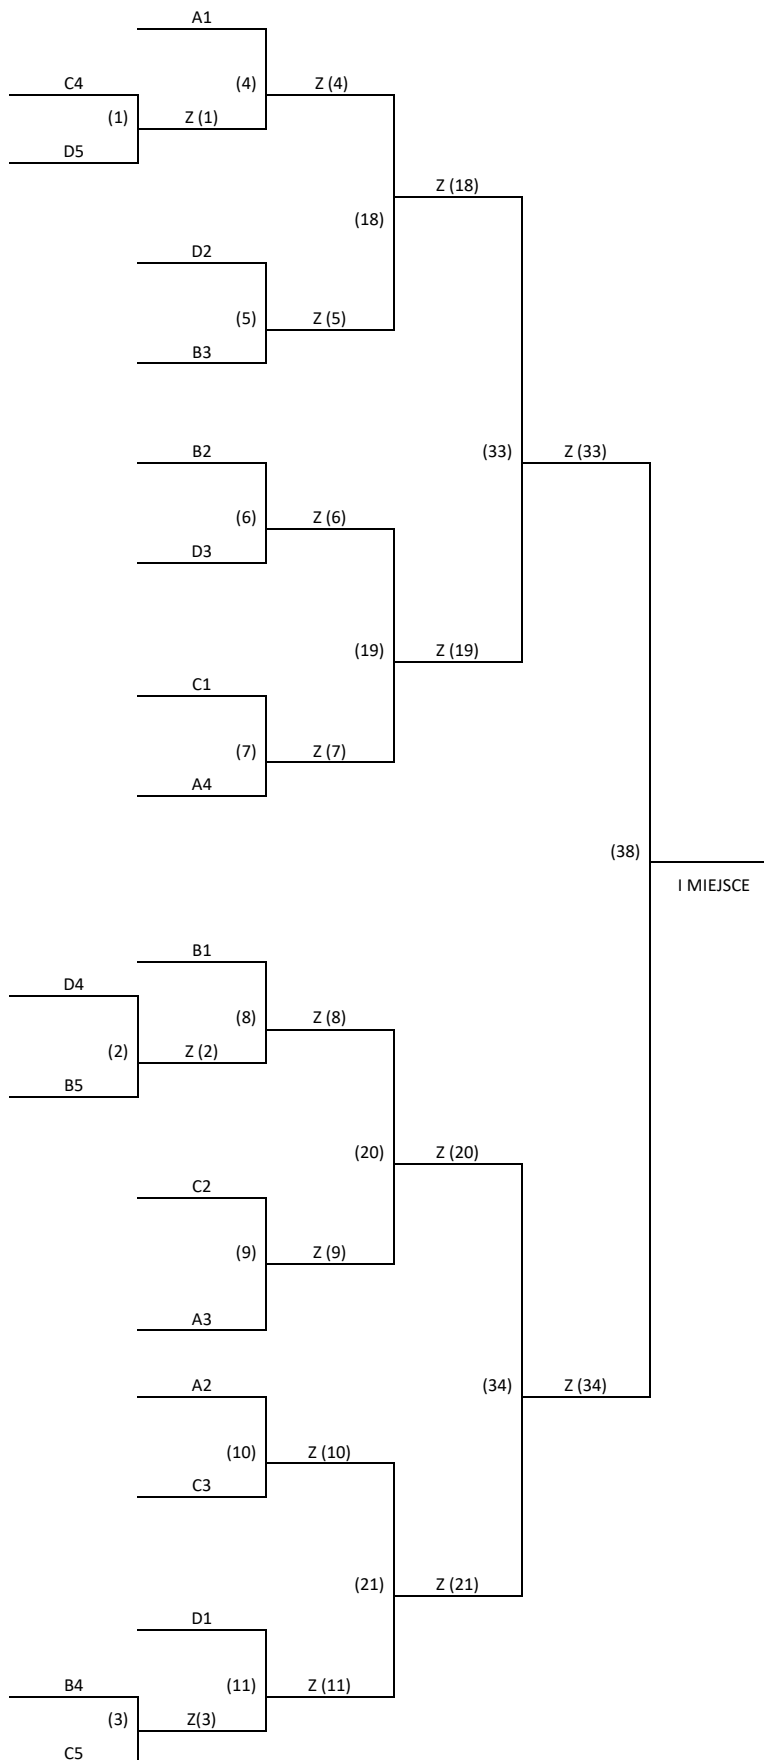 A1
C4
(4)
Z (4)
(1)
Z (1)
D5
Z (18)
(18)
D2
(5)
Z (5)
B3
B2
(33)
Z (33)
(6)
Z (6)
D3
(19)
Z (19)
C1
(7)
Z (7)
A4
(38)
I MIEJSCE
B1
D4
(8)
Z (8)
(2)
Z (2)
B5
(20)
Z (20)
C2
(9)
Z (9)
A3
A2
(34)
Z (34)
(10)
Z (10)
C3
(21)
Z (21)
D1
B4
(11)
Z (11)
(3)
Z(3)
C5